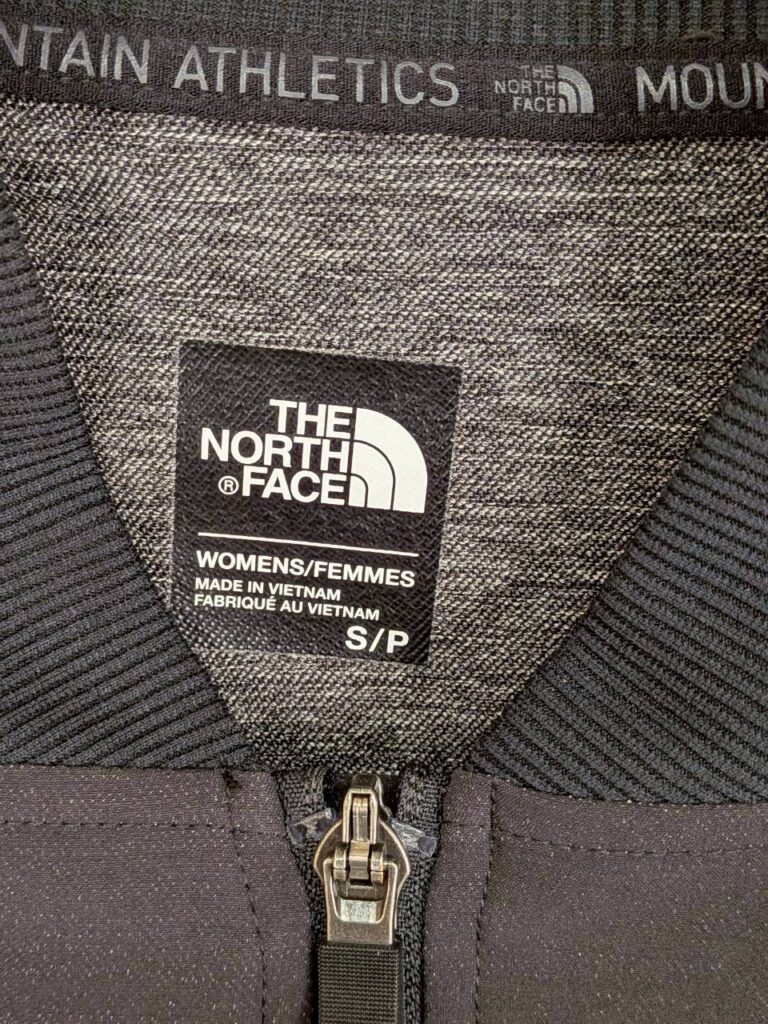 NTAIN ATHLETICS THE NORTH FACE MOUN
THE
NORTH
® FACE
WOMENS/FEMMES
MADE IN VIETNAM
FABRIQUÉ AU VIETNAM
S/P